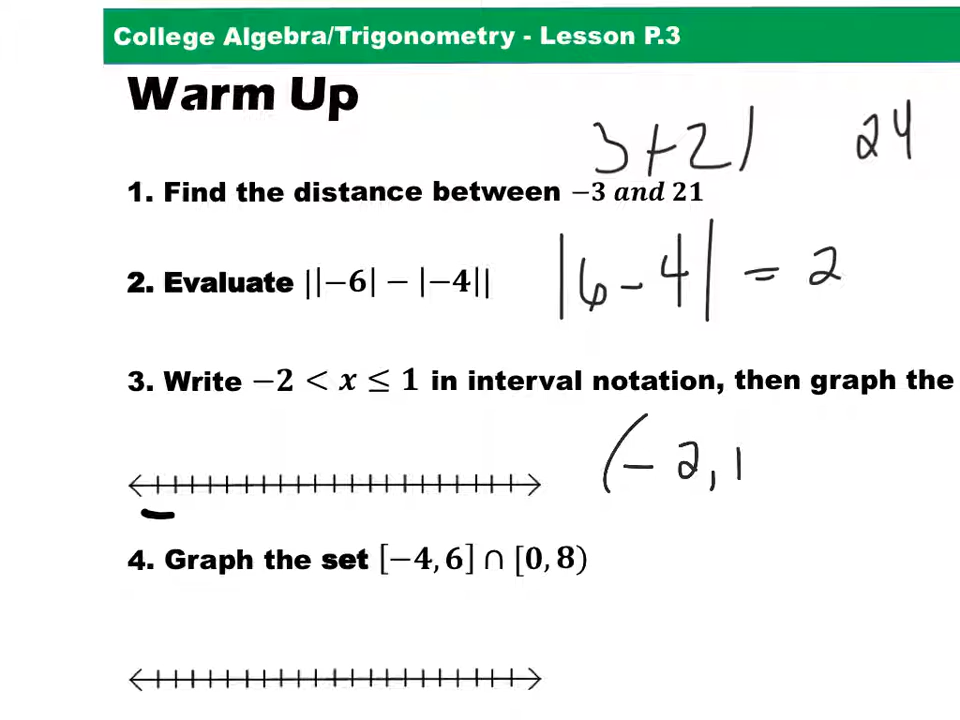 College Algebra/Trigonometry - Lesson P.3
Warm Up
3+21 24
1. Find the distance between −3 and 21
2. Evaluate ||−6| − |−4|| |6-4| = 2
3. Write −2 < x ≤ 1 in interval notation, then graph the
(-2,1
4. Graph the set [−4, 6] ∩ [0, 8)